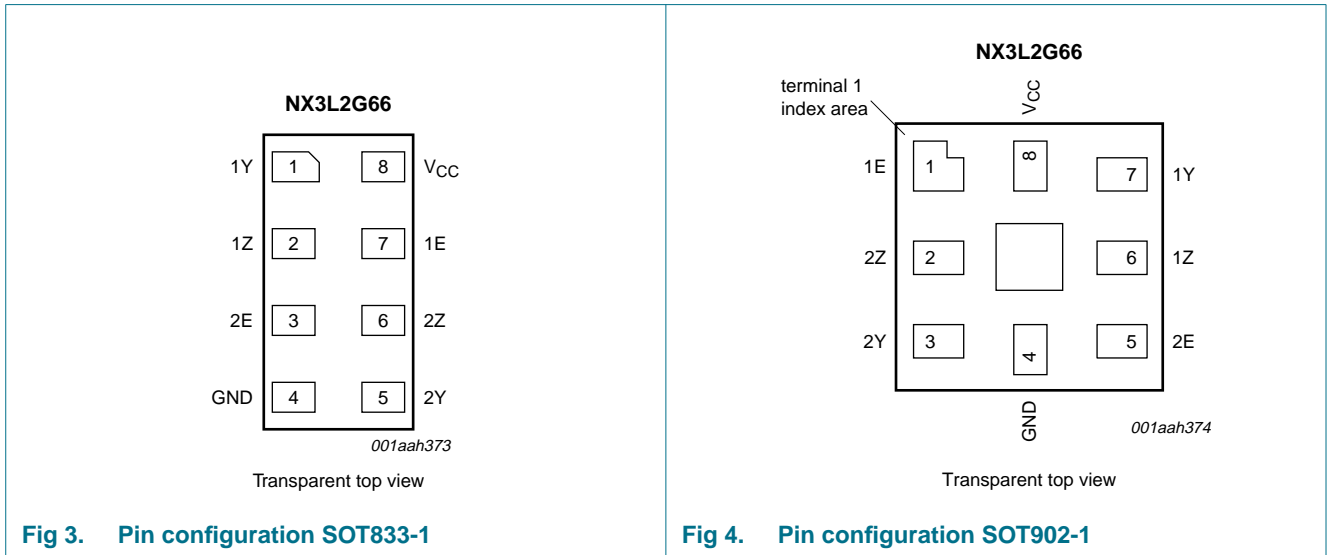 NX3L2G66
1Y 1 8 VCC
1Z 2 7 1E
2E 3 6 2Z
GND 4 5 2Y
001aah373
Transparent top view
Fig 3. Pin configuration SOT833-1
NX3L2G66
terminal 1
index area
VCC
1E 1 8 7 1Y
2Z 2 6 1Z
2Y 3 4 5 2E
GND
001aah374
Transparent top view
Fig 4. Pin configuration SOT902-1